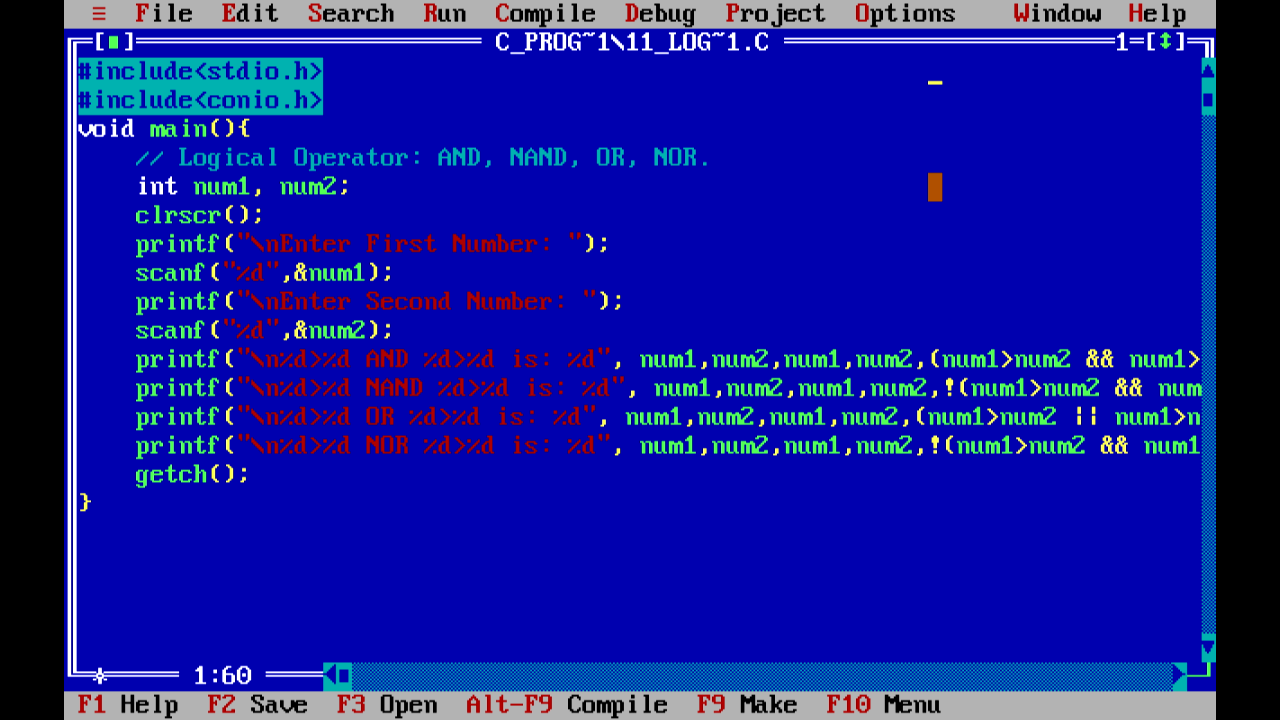 ≡ File Edit Search Run Compile Debug Project Options Window Help
[■] C_PROG~1\11_LOG~1.C 1=[↕]
#include<stdio.h>
#include<conio.h>
void main(){
// Logical Operator: AND, NAND, OR, NOR.
int num1, num2;
clrscr();
printf("\nEnter First Number: ");
scanf("%d",&num1);
printf("\nEnter Second Number: ");
scanf("%d",&num2);
printf("\n%d>%d AND %d>%d is: %d", num1,num2,num1,num2,(num1>num2 && num1>
printf("\n%d>%d NAND %d>%d is: %d", num1,num2,num1,num2,!(num1>num2 && num
printf("\n%d>%d OR %d>%d is: %d", num1,num2,num1,num2,(num1>num2 || num1>n
printf("\n%d>%d NOR %d>%d is: %d", num1,num2,num1,num2,!(num1>num2 && num1
getch();
}
1:60
F1 Help F2 Save F3 Open Alt-F9 Compile F9 Make F10 Menu